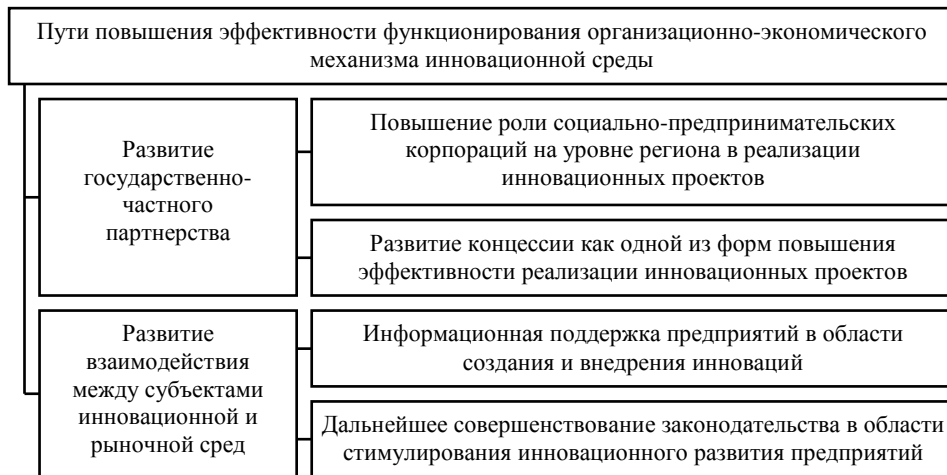 Пути повышения эффективности функционирования организационно-экономического
механизма инновационной среды
Развитие
государственно-
частного
партнерства
Повышение роли социально-предпринимательских
корпораций на уровне региона в реализации
инновационных проектов
Развитие концессии как одной из форм повышения
эффективности реализации инновационных проектов
Развитие
взаимодействия
между субъектами
инновационной и
рыночной сред
Информационная поддержка предприятий в области
создания и внедрения инноваций
Дальнейшее совершенствование законодательства в области
стимулирования инновационного развития предприятий